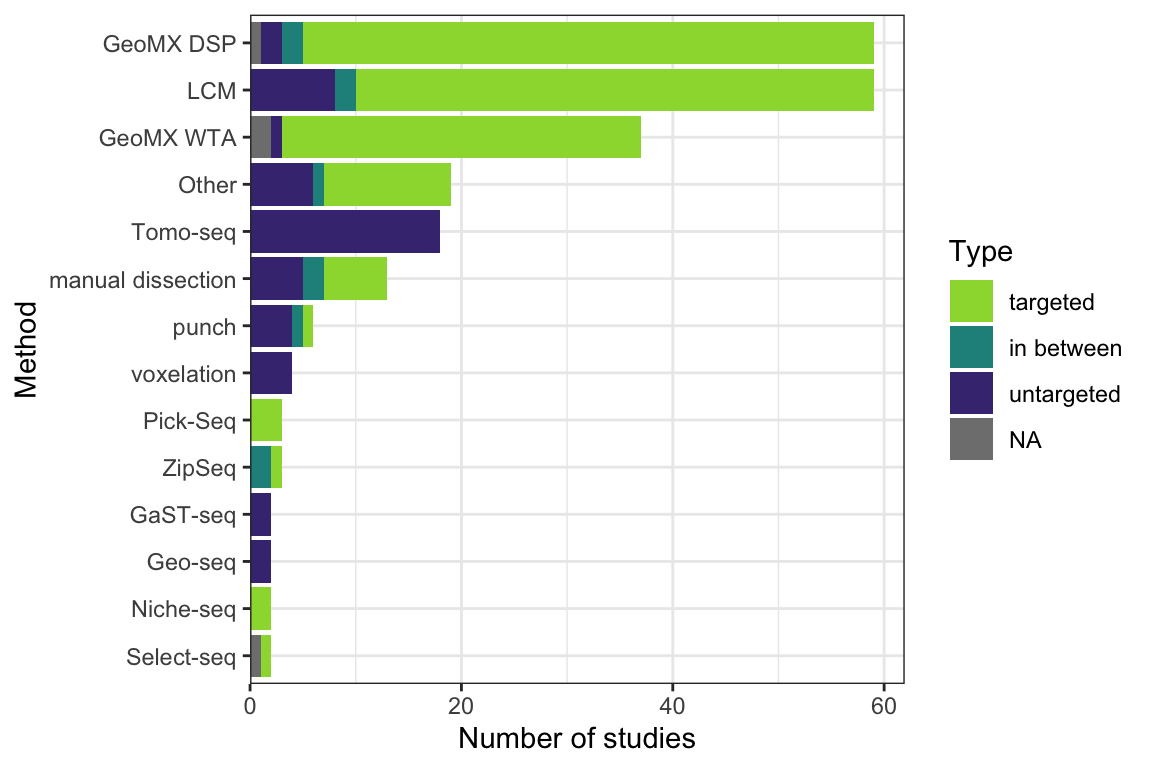 GeoMX DSP
LCM
GeoMX WTA
Other
Tomo-seq
manual dissection
punch
voxelation
Pick-Seq
ZipSeq
GaST-seq
Geo-seq
Niche-seq
Select-seq
Method
0 20 40 60
Number of studies
Type
targeted
in between
untargeted
NA